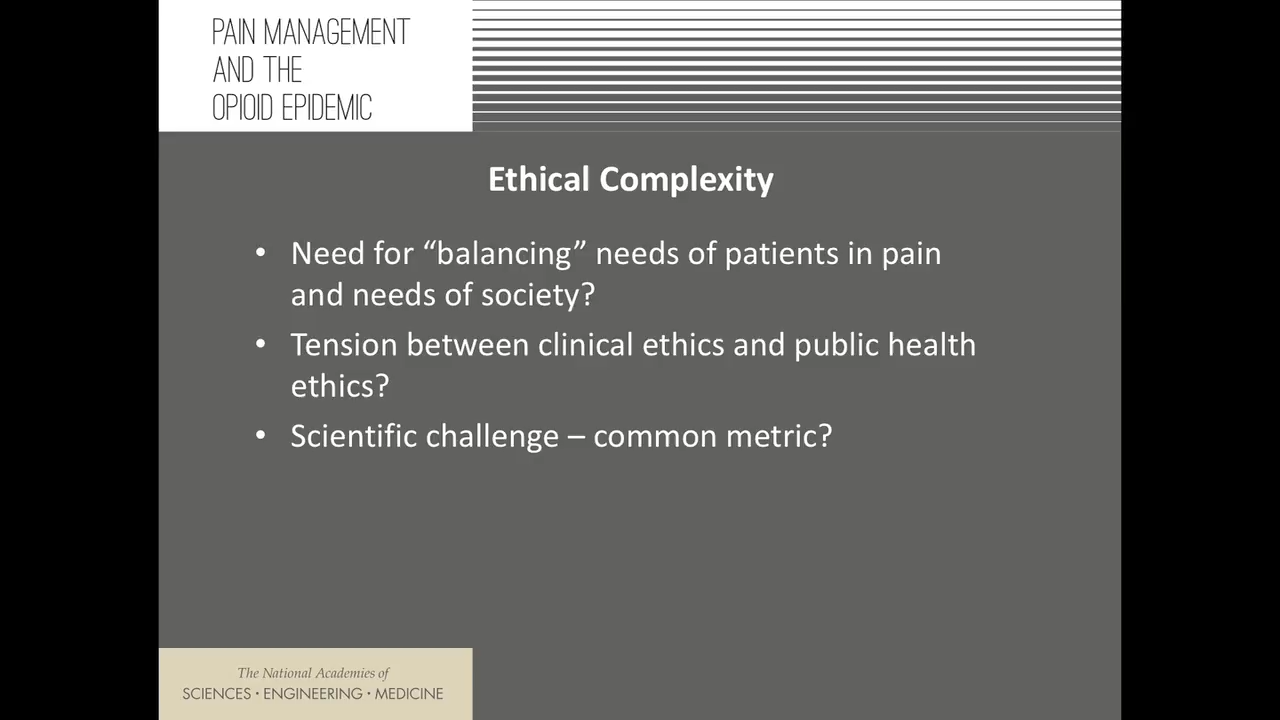 PAIN MANAGEMENT
AND THE
OPIOID EPIDEMIC
Ethical Complexity
• Need for “balancing” needs of patients in pain
and needs of society?
• Tension between clinical ethics and public health
ethics?
• Scientific challenge – common metric?
The National Academies of
SCIENCES • ENGINEERING • MEDICINE